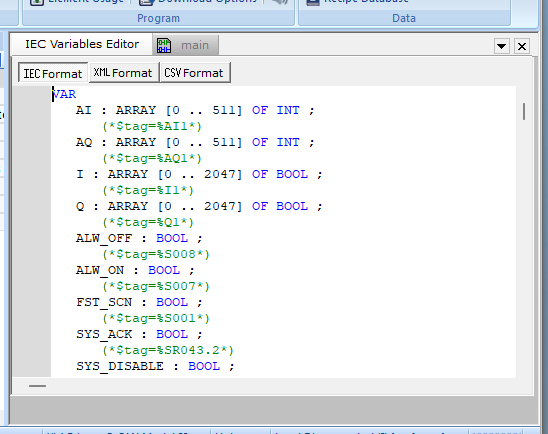 Element Usage
Download Options
Recipe Database
Program
Data
IEC Variables Editor
main
IEC Format
XML Format
CSV Format
VAR
AI : ARRAY [0 .. 511] OF INT ;
(*$tag=%AI1*)
AQ : ARRAY [0 .. 511] OF INT ;
(*$tag=%AQ1*)
I : ARRAY [0 .. 2047] OF BOOL ;
(*$tag=%I1*)
Q : ARRAY [0 .. 2047] OF BOOL ;
(*$tag=%Q1*)
ALW_OFF : BOOL ;
(*$tag=%S008*)
ALW_ON : BOOL ;
(*$tag=%S007*)
FST_SCN : BOOL ;
(*$tag=%S001*)
SYS_ACK : BOOL ;
(*$tag=%SR043.2*)
SYS_DISABLE : BOOL ;